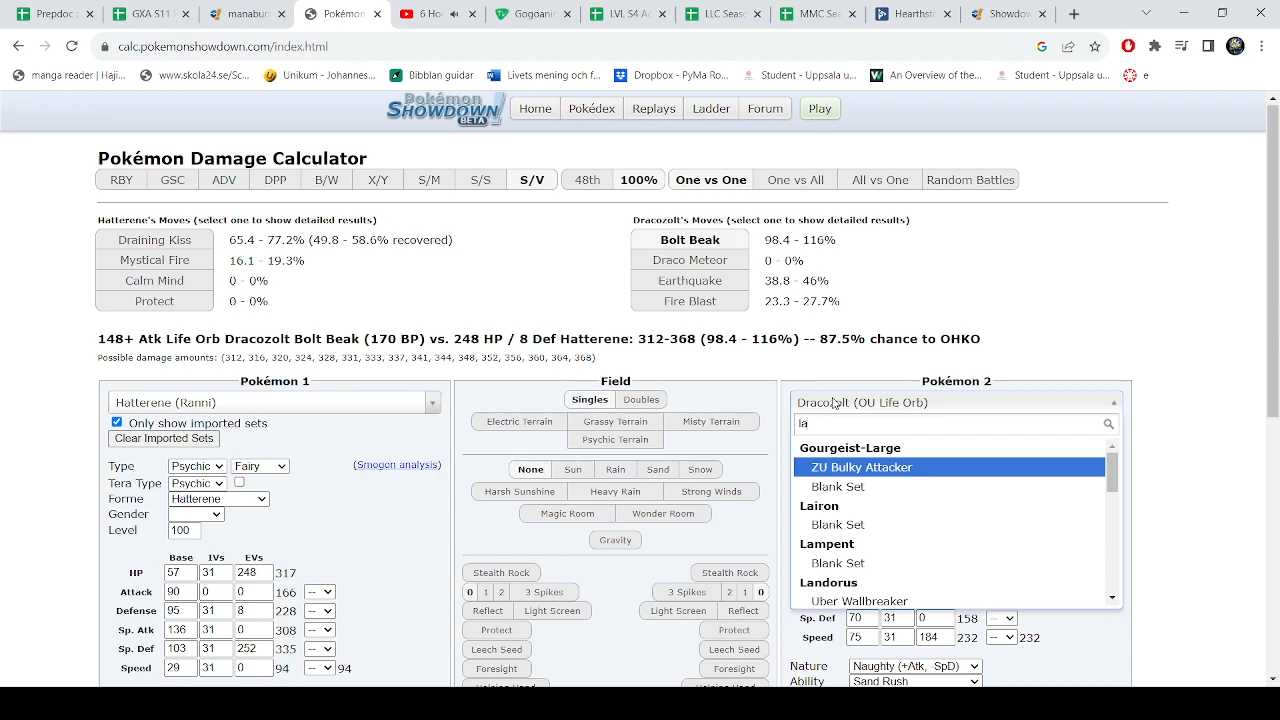 Prepdoc p
GXA S11
manaburi
Pokémon
6 Hou
Gogoanin
LVL S4 A
LLC Seaso
MMC Sea
Hearthsto
Showdow
calc.pokemonshowdown.com/index.html
manga reader | Haji...
www.skola24.se/Sc...
Unikum - Johannes...
Bibblan guidar
Livets mening och f...
Dropbox - PyMa Ro...
Student - Uppsala u...
An Overview of the...
Student - Uppsala u...
e
Pokémon
SHOWDOWN!
BETA
Home
Pokédex
Replays
Ladder
Forum
Play
Pokémon Damage Calculator
RBY GSC ADV DPP B/W X/Y S/M S/S S/V 48th 100% One vs One One vs All All vs One Random Battles
Hatterene's Moves (select one to show detailed results)
Draining Kiss 65.4 - 77.2% (49.8 - 58.6% recovered)
Mystical Fire 16.1 - 19.3%
Calm Mind 0 - 0%
Protect 0 - 0%
Dracozolt's Moves (select one to show detailed results)
Bolt Beak 98.4 - 116%
Draco Meteor 0 - 0%
Earthquake 38.8 - 46%
Fire Blast 23.3 - 27.7%
148+ Atk Life Orb Dracozolt Bolt Beak (170 BP) vs. 248 HP / 8 Def Hatterene: 312-368 (98.4 - 116%) -- 87.5% chance to OHKO
Possible damage amounts: (312, 316, 320, 324, 328, 331, 333, 337, 341, 344, 348, 352, 356, 360, 364, 368)
Pokémon 1
Hatterene (Ranni)
Only show imported sets
Clear Imported Sets
Type Psychic Fairy (Smogon analysis)
Tera Type Psychic
Forme Hatterene
Gender
Level 100
Base IVs EVs
HP 57 31 248 317
Attack 90 31 0 166 --
Defense 95 31 8 228 --
Sp. Atk 136 31 0 308 --
Sp. Def 103 31 252 335 --
Speed 29 31 0 94 -- 94
Field
Singles Doubles
Electric Terrain Grassy Terrain Misty Terrain
Psychic Terrain
None Sun Rain Sand Snow
Harsh Sunshine Heavy Rain Strong Winds
Magic Room Wonder Room
Gravity
Stealth Rock Stealth Rock
0 1 2 3 Spikes 3 Spikes 2 1 0
Reflect Light Screen Light Screen Reflect
Protect Protect
Leech Seed Leech Seed
Foresight Foresight
Helping Hand Helping Hand
Pokémon 2
Dracozolt (OU Life Orb)
la
Gourgeist-Large
ZU Bulky Attacker
Blank Set
Lairon
Blank Set
Lampent
Blank Set
Landorus
Uber Wallbreaker
Sp. Def 70 31 0 158 --
Speed 75 31 184 232 -- 232
Nature Naughty (+Atk, -SpD)
Ability Sand Rush